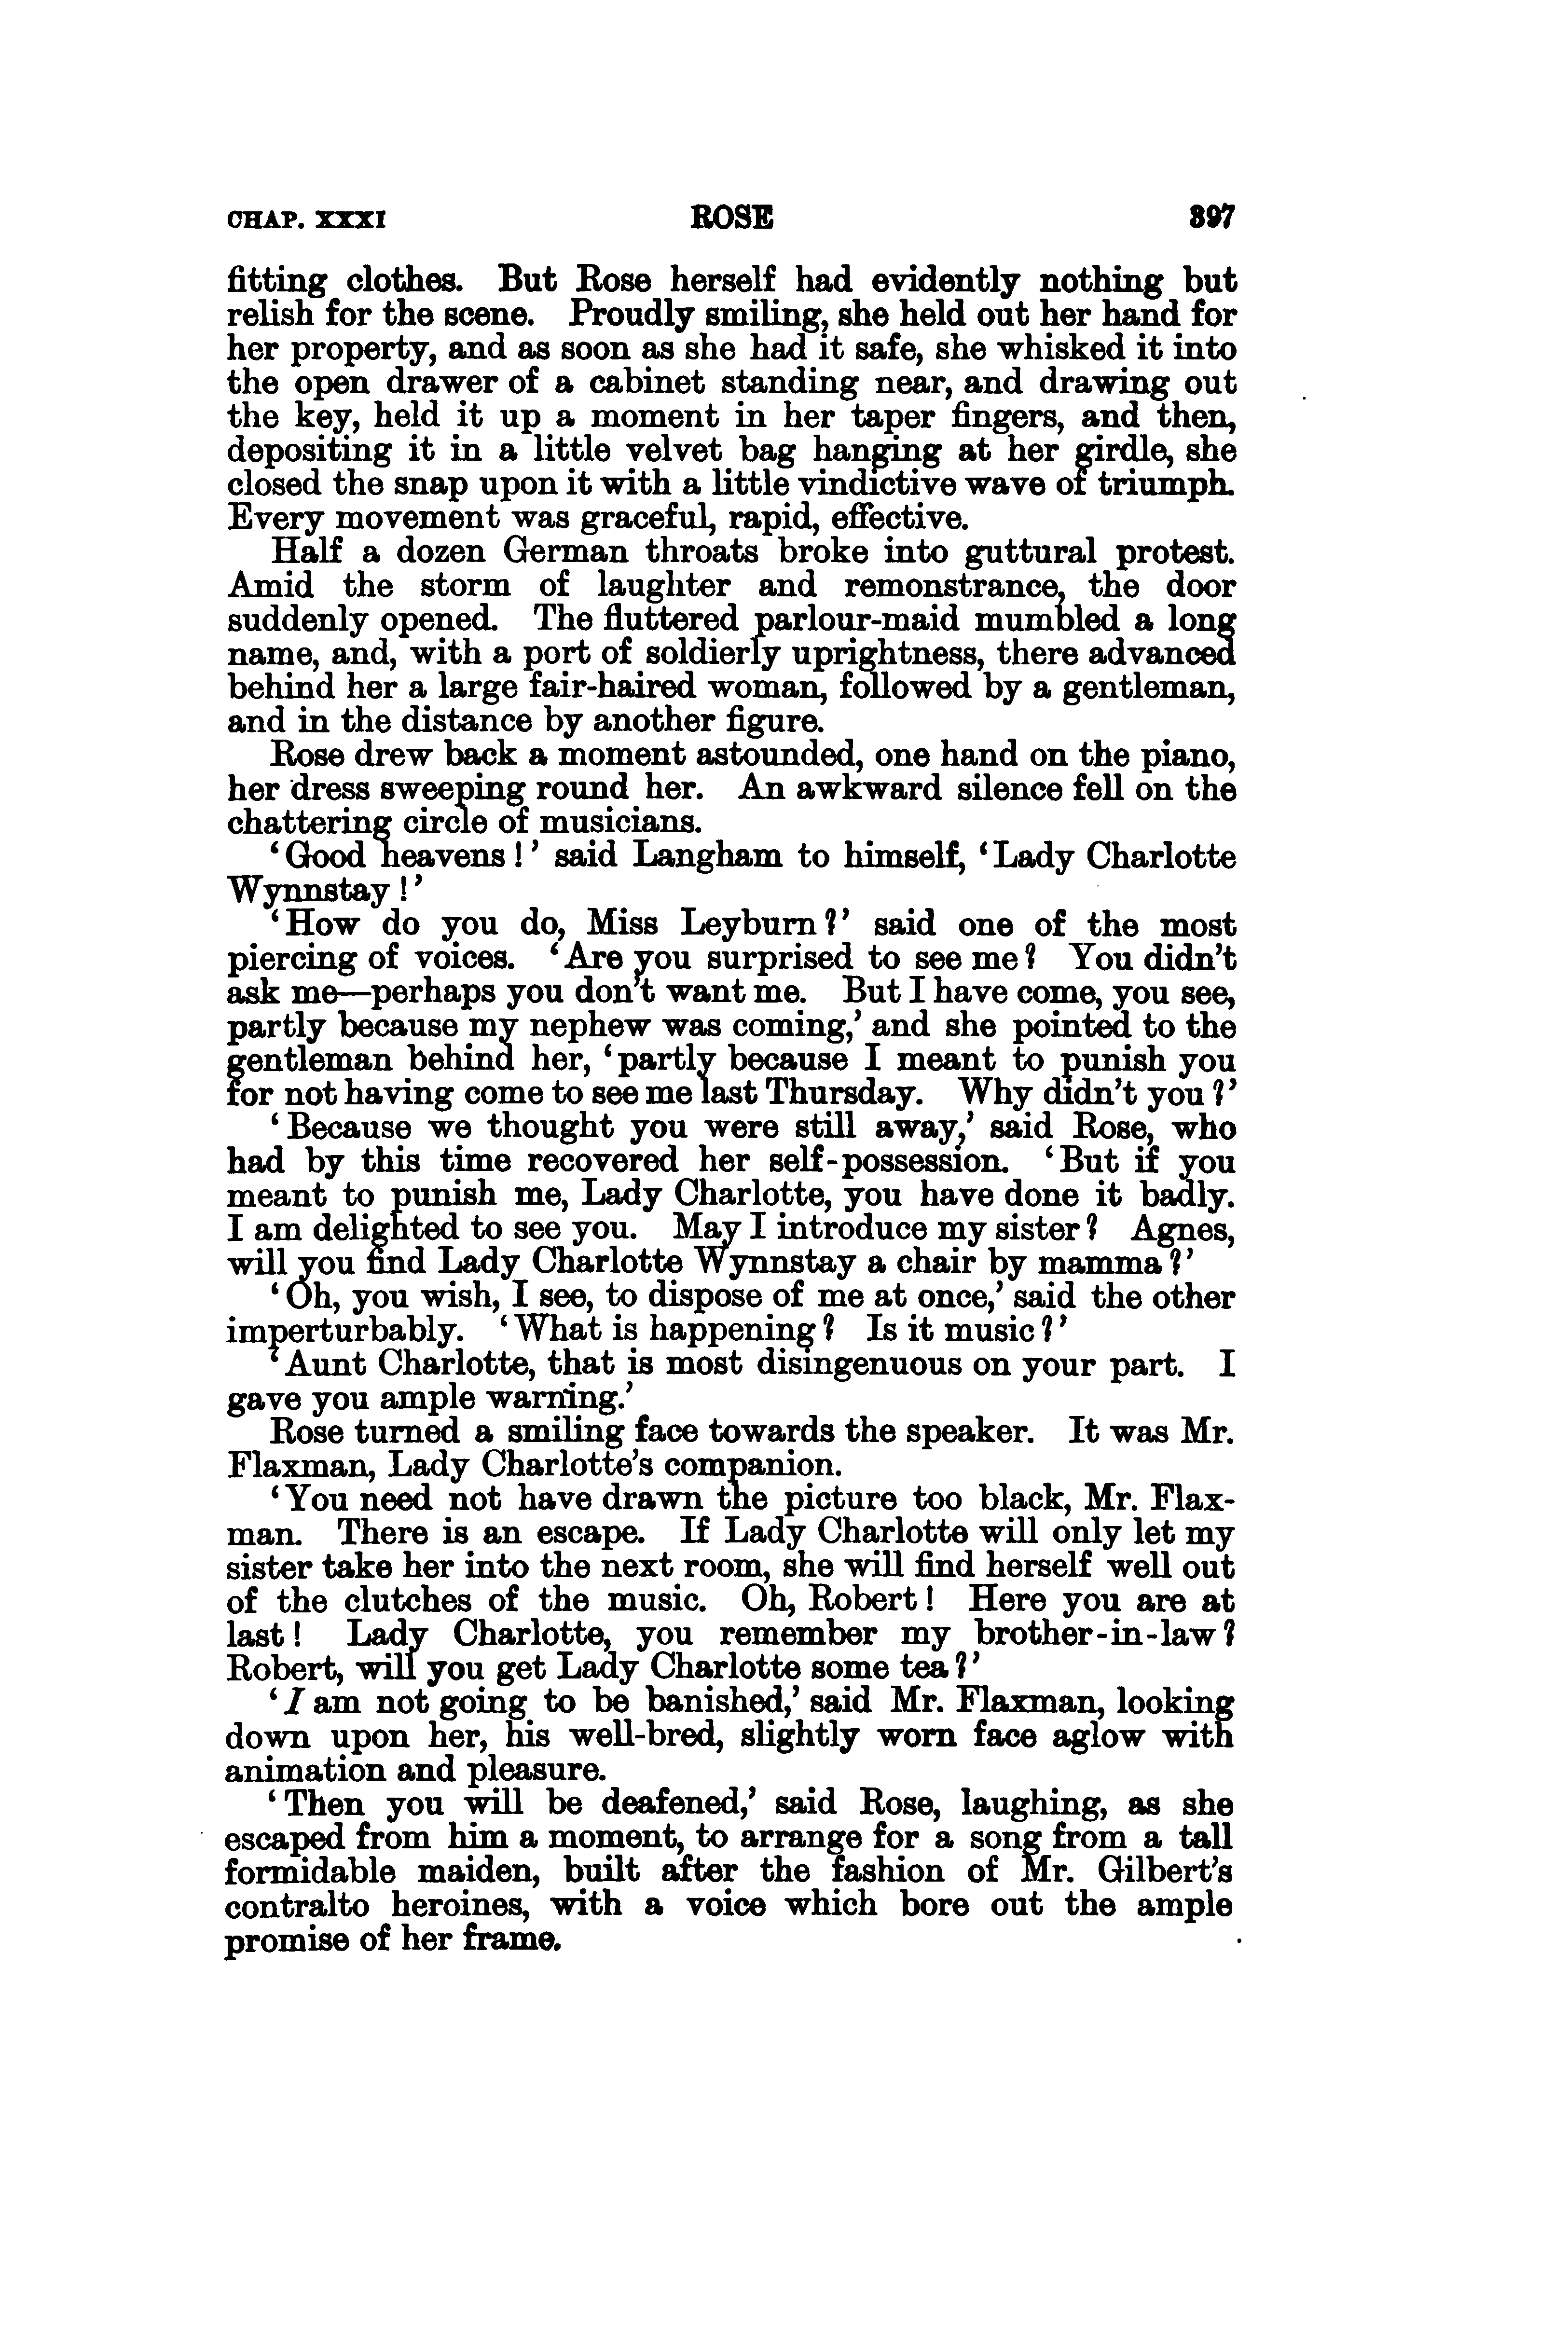 CHAP. XXXI ROSE 397
fitting clothes. But Rose herself had evidently nothing but
relish for the scene. Proudly smiling, she held out her hand for
her property, and as soon as she had it safe, she whisked it into
the open drawer of a cabinet standing near, and drawing out
the key, held it up a moment in her taper fingers, and then,
depositing it in a little velvet bag hanging at her girdle, she
closed the snap upon it with a little vindictive wave of triumph.
Every movement was graceful, rapid, effective.
Half a dozen German throats broke into guttural protest.
Amid the storm of laughter and remonstrance, the door
suddenly opened. The fluttered parlour-maid mumbled a long
name, and, with a port of soldierly uprightness, there advanced
behind her a large fair-haired woman, followed by a gentleman,
and in the distance by another figure.
Rose drew back a moment astounded, one hand on the piano,
her dress sweeping round her. An awkward silence fell on the
chattering circle of musicians.
‘Good heavens!’ said Langham to himself, ‘Lady Charlotte
Wynnstay!’
‘How do you do, Miss Leyburn?’ said one of the most
piercing of voices. ‘Are you surprised to see me? You didn’t
ask me—perhaps you don’t want me. But I have come, you see,
partly because my nephew was coming,’ and she pointed to the
gentleman behind her, ‘partly because I meant to punish you
for not having come to see me last Thursday. Why didn’t you?’
‘Because we thought you were still away,’ said Rose, who
had by this time recovered her self-possession. ‘But if you
meant to punish me, Lady Charlotte, you have done it badly.
I am delighted to see you. May I introduce my sister? Agnes,
will you find Lady Charlotte Wynnstay a chair by mamma?’
‘Oh, you wish, I see, to dispose of me at once,’ said the other
imperturbably. ‘What is happening? Is it music?’
‘Aunt Charlotte, that is most disingenuous on your part. I
gave you ample warning.’
Rose turned a smiling face towards the speaker. It was Mr.
Flaxman, Lady Charlotte’s companion.
‘You need not have drawn the picture too black, Mr. Flax-
man. There is an escape. If Lady Charlotte will only let my
sister take her into the next room, she will find herself well out
of the clutches of the music. Oh, Robert! Here you are at
last! Lady Charlotte, you remember my brother-in-law?
Robert, will you get Lady Charlotte some tea?’
‘I am not going to be banished,’ said Mr. Flaxman, looking
down upon her, his well-bred, slightly worn face aglow with
animation and pleasure.
‘Then you will be deafened,’ said Rose, laughing, as she
escaped from him a moment, to arrange for a song from a tall
formidable maiden, built after the fashion of Mr. Gilbert’s
contralto heroines, with a voice which bore out the ample
promise of her frame.